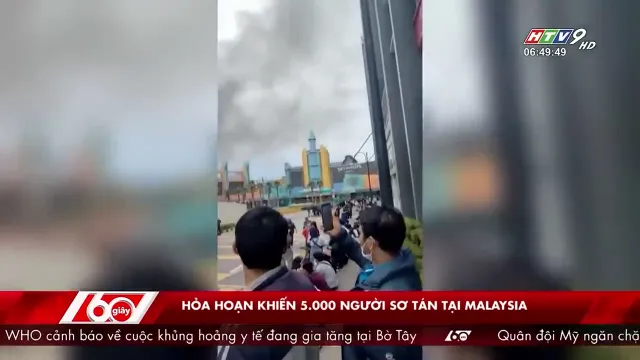 HTV9 HD
06:49:49
60 giây
HỎA HOẠN KHIẾN 5.000 NGƯỜI SƠ TÁN TẠI MALAYSIA
WHO cảnh báo về cuộc khủng hoảng y tế đang gia tăng tại Bờ Tây 60 Quân đội Mỹ ngăn chặ